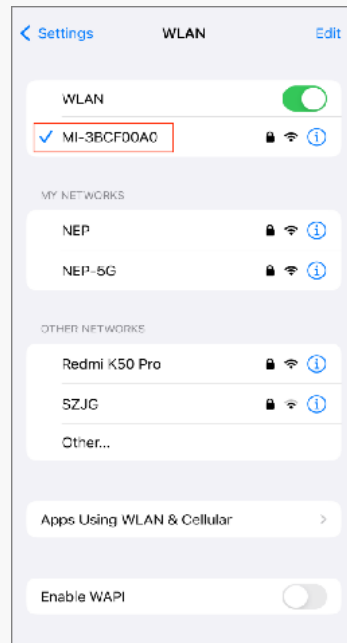 Settings WLAN Edit
WLAN
MI-3BCF00A0
MY NETWORKS
NEP
NEP-5G
OTHER NETWORKS
Redmi K50 Pro
SZJG
Other...
Apps Using WLAN & Cellular
Enable WAPI